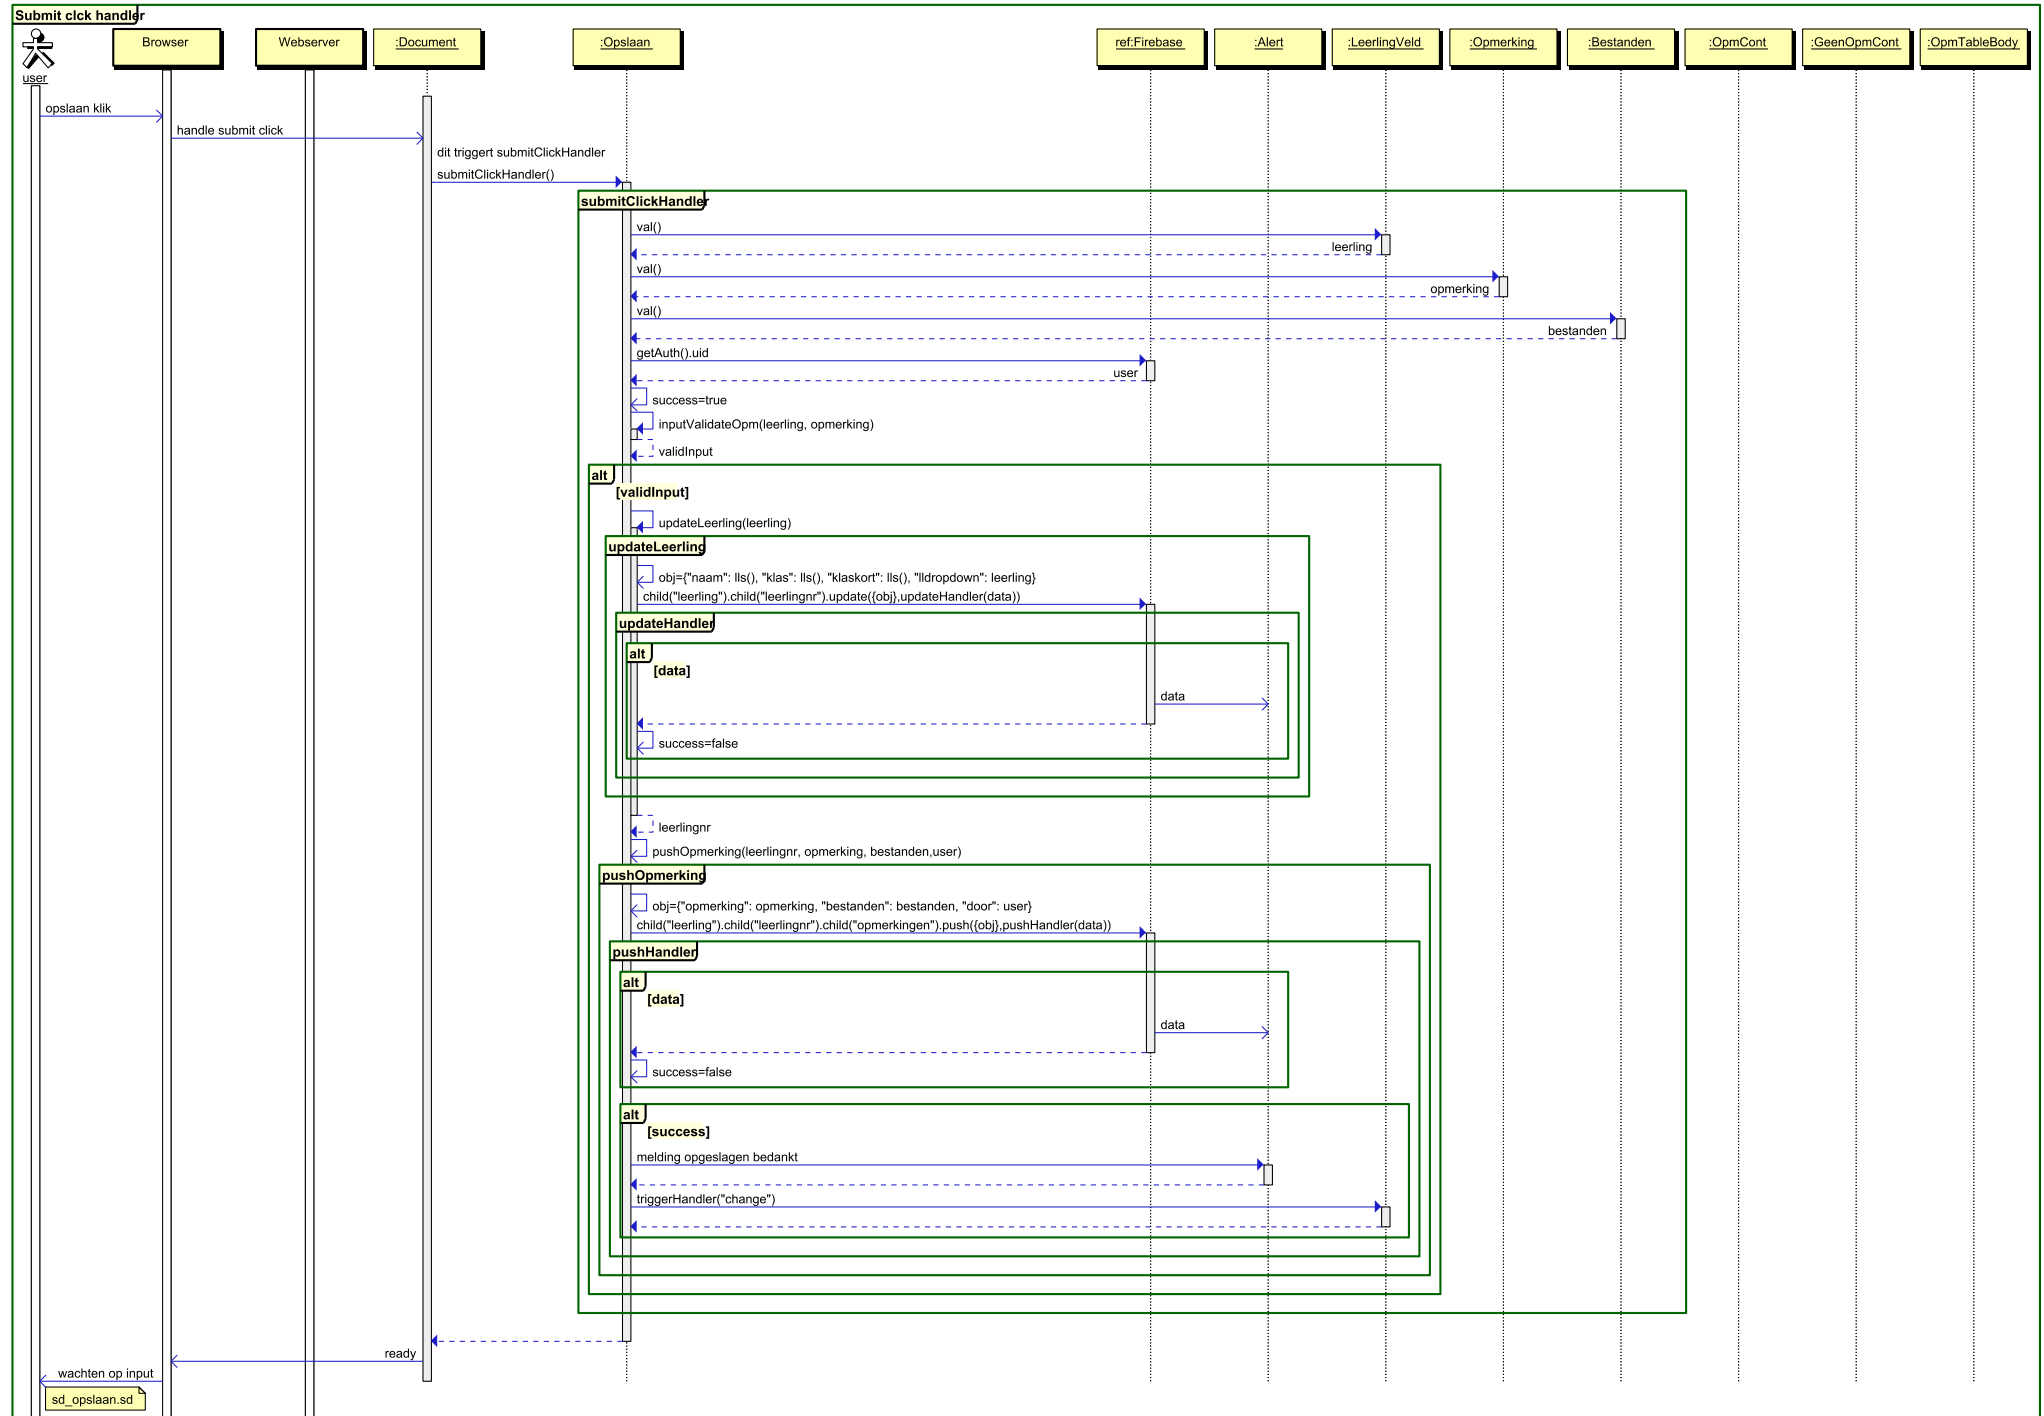 Submit clck handler
user
Browser
Webserver
:Document
:Opslaan
ref:Firebase
:Alert
:LeerlingVeld
:Opmerking
:Bestanden
:OpmCont
:GeenOpmCont
:OpmTableBody
opslaan klik
handle submit click
dit triggert submitClickHandler
submitClickHandler()
submitClickHandler
val()
leerling
val()
opmerking
val()
bestanden
getAuth().uid
user
success=true
inputValidateOpm(leerling, opmerking)
validInput
alt
[validInput]
updateLeerling(leerling)
updateLeerling
obj={"naam": lls(), "klas": lls(), "klaskort": lls(), "lldropdown": leerling}
child("leerling").child("leerlingnr").update({obj},updateHandler(data))
updateHandler
alt
[data]
data
success=false
leerlingnr
pushOpmerking(leerlingnr, opmerking, bestanden,user)
pushOpmerking
obj={"opmerking": opmerking, "bestanden": bestanden, "door": user}
child("leerling").child("leerlingnr").child("opmerkingen").push({obj},pushHandler(data))
pushHandler
alt
[data]
data
success=false
alt
[success]
melding opgeslagen bedankt
triggerHandler("change")
ready
wachten op input
sd_opslaan.sd